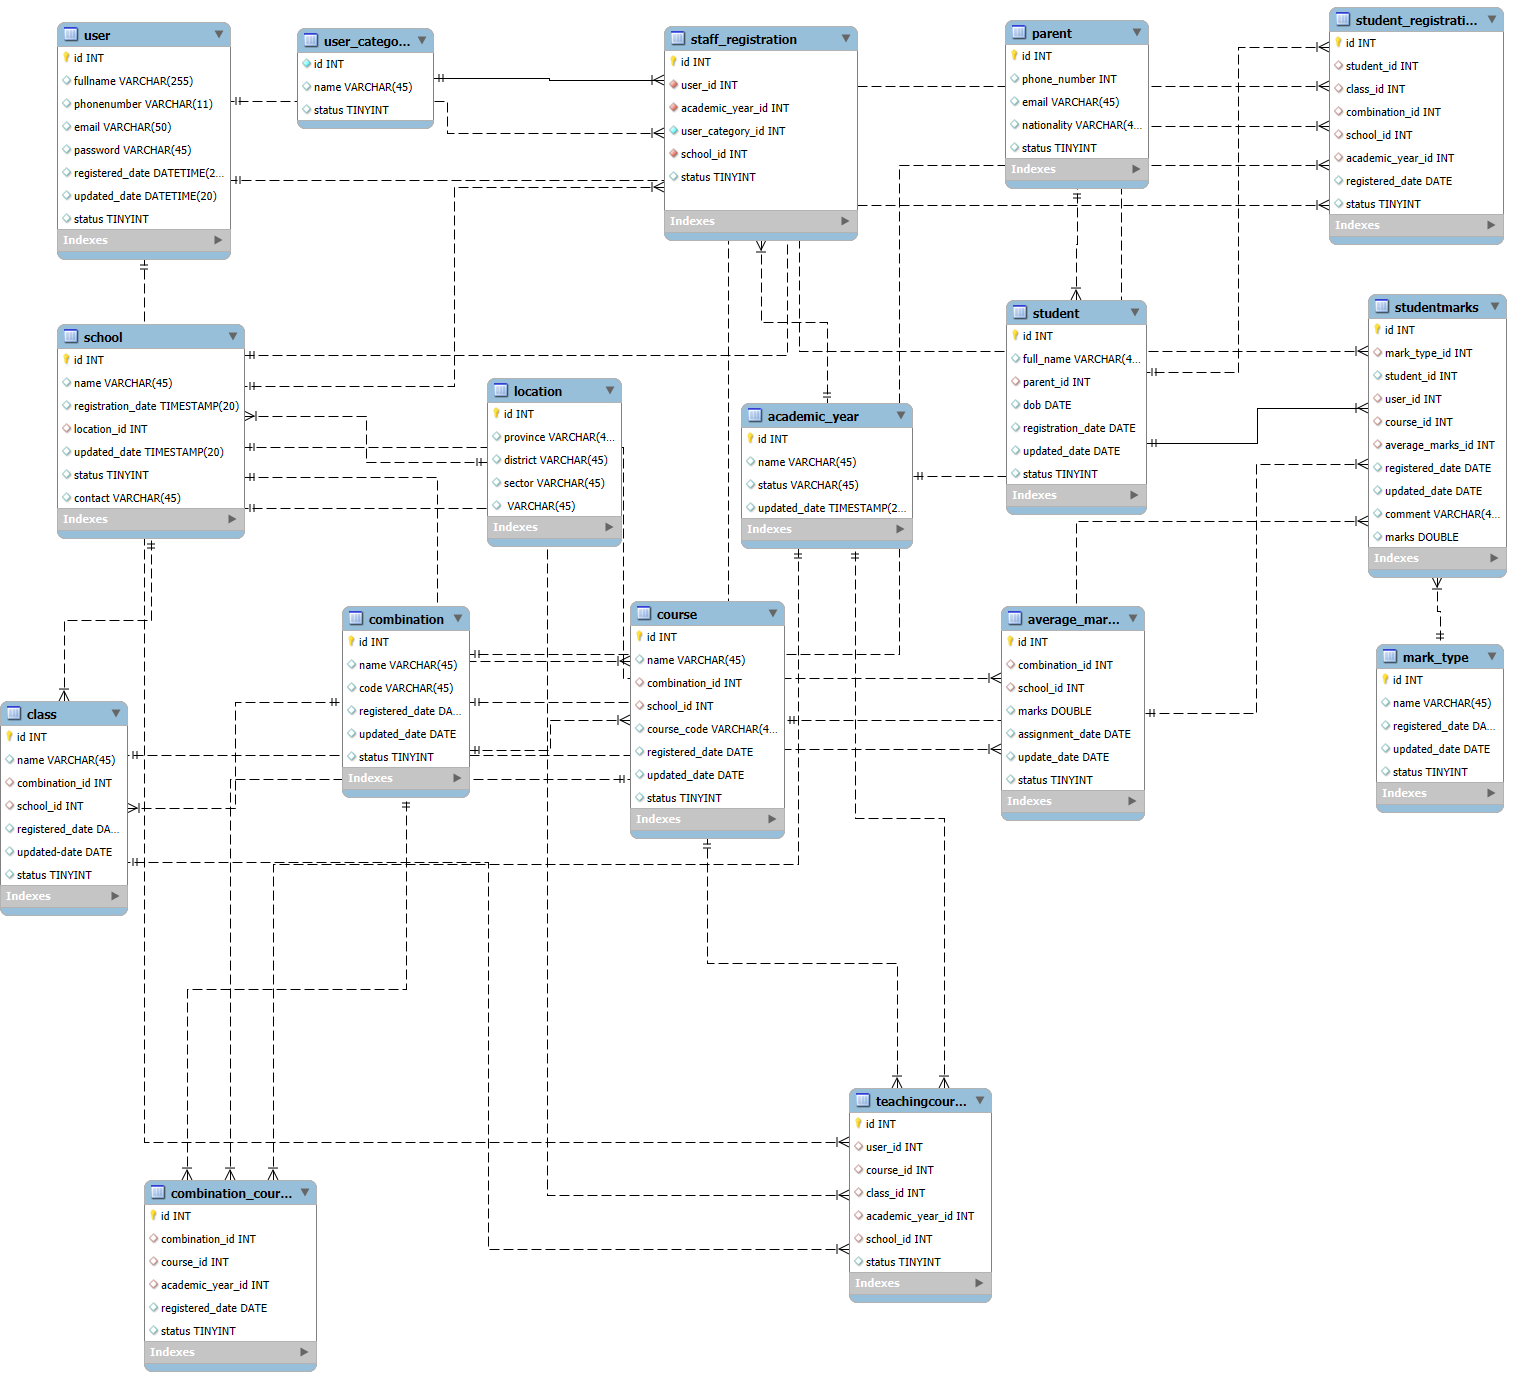 user
id INT
fullname VARCHAR(255)
phonenumber VARCHAR(11)
email VARCHAR(50)
password VARCHAR(45)
registered_date DATETIME(2...
updated_date DATETIME(20)
status TINYINT
Indexes
user_catego...
id INT
name VARCHAR(45)
status TINYINT
staff_registration
id INT
user_id INT
academic_year_id INT
user_category_id INT
school_id INT
status TINYINT
Indexes
parent
id INT
phone_number INT
email VARCHAR(45)
nationality VARCHAR(4...
status TINYINT
Indexes
student_registrati...
id INT
student_id INT
class_id INT
combination_id INT
school_id INT
academic_year_id INT
registered_date DATE
status TINYINT
Indexes
school
id INT
name VARCHAR(45)
registration_date TIMESTAMP(20)
location_id INT
updated_date TIMESTAMP(20)
status TINYINT
contact VARCHAR(45)
Indexes
location
id INT
province VARCHAR(4...
district VARCHAR(45)
sector VARCHAR(45)
VARCHAR(45)
Indexes
academic_year
id INT
name VARCHAR(45)
status VARCHAR(45)
updated_date TIMESTAMP(2...
Indexes
student
id INT
full_name VARCHAR(4...
parent_id INT
dob DATE
registration_date DATE
updated_date DATE
status TINYINT
Indexes
studentmarks
id INT
mark_type_id INT
student_id INT
user_id INT
course_id INT
average_marks_id INT
registered_date DATE
updated_date DATE
comment VARCHAR(4...
marks DOUBLE
Indexes
class
id INT
name VARCHAR(45)
combination_id INT
school_id INT
registered_date DA...
updated-date DATE
status TINYINT
Indexes
combination
id INT
name VARCHAR(45)
code VARCHAR(45)
registered_date DA...
updated_date DATE
status TINYINT
Indexes
course
id INT
name VARCHAR(45)
combination_id INT
school_id INT
course_code VARCHAR(4...
registered_date DATE
updated_date DATE
status TINYINT
Indexes
average_mar...
id INT
combination_id INT
school_id INT
marks DOUBLE
assignment_date DATE
update_date DATE
status TINYINT
Indexes
mark_type
id INT
name VARCHAR(45)
registered_date DA...
updated_date DATE
status TINYINT
Indexes
combination_cour...
id INT
combination_id INT
course_id INT
academic_year_id INT
registered_date DATE
status TINYINT
Indexes
teachingcour...
id INT
user_id INT
course_id INT
class_id INT
academic_year_id INT
school_id INT
status TINYINT
Indexes